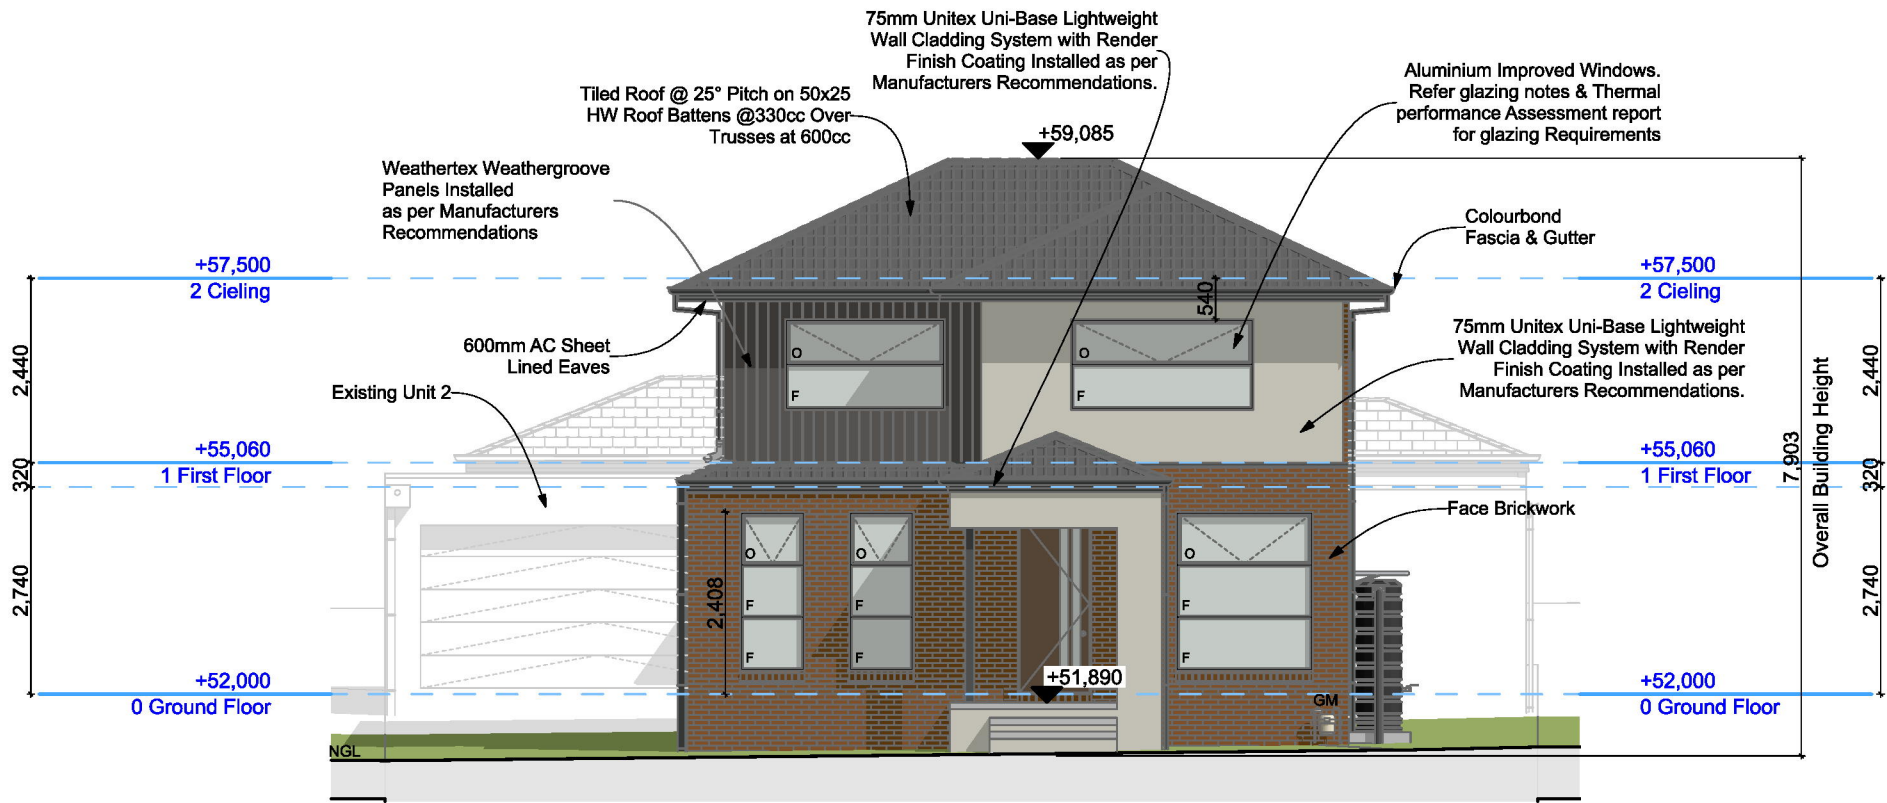 75mm Unitex Uni-Base Lightweight
Wall Cladding System with Render
Finish Coating Installed as per
Manufacturers Recommendations.
Tiled Roof @ 25° Pitch on 50x25
HW Roof Battens @330cc Over
Trusses at 600cc
Aluminium Improved Windows.
Refer glazing notes & Thermal
performance Assessment report
for glazing Requirements
+59,085
Weathertex Weathergroove
Panels Installed
as per Manufacturers
Recommendations
Colourbond
Fascia & Gutter
+57,500
2 Cieling
+57,500
2 Cieling
540
600mm AC Sheet
Lined Eaves
75mm Unitex Uni-Base Lightweight
Wall Cladding System with Render
Finish Coating Installed as per
Manufacturers Recommendations.
O
F
O
F
2,440
2,440
Existing Unit 2
Overall Building Height
7,903
+55,060
1 First Floor
+55,060
1 First Floor
320
320
Face Brickwork
O
F
F
O
F
F
O
F
F
2,408
2,740
2,740
+52,000
0 Ground Floor
+51,890
+52,000
0 Ground Floor
GM
NGL